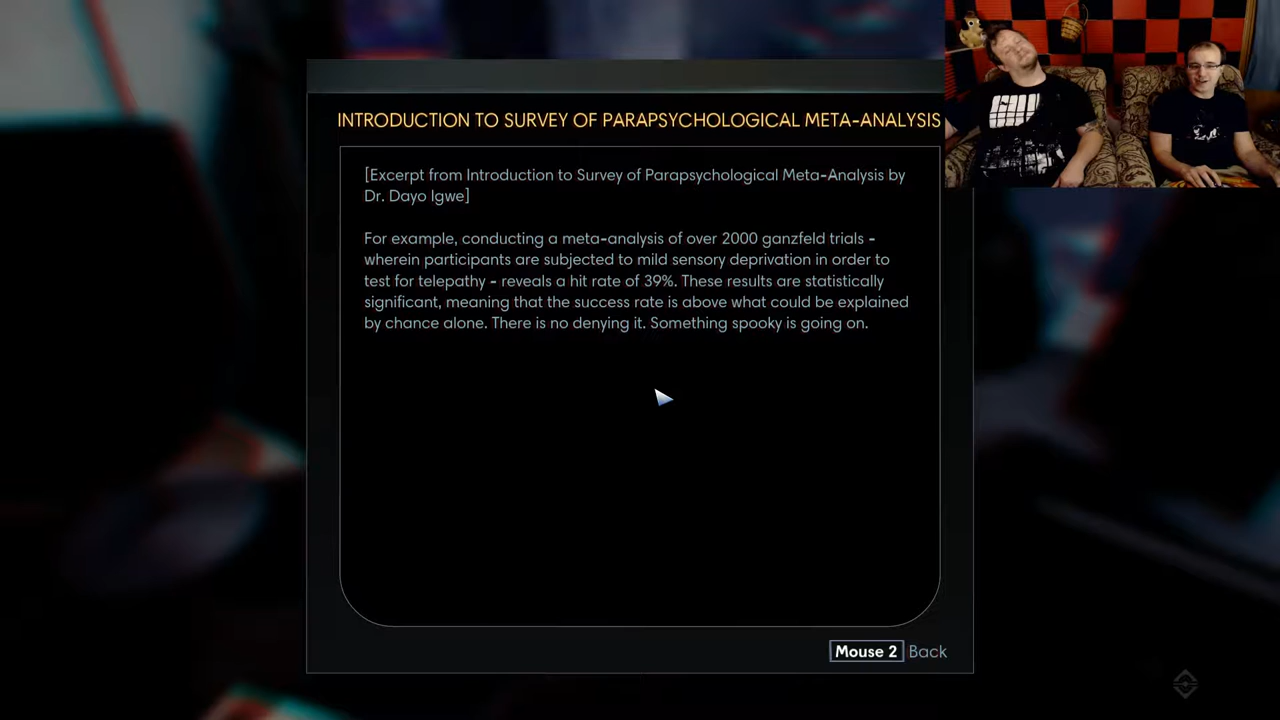 INTRODUCTION TO SURVEY OF PARAPSYCHOLOGICAL META-ANALYSIS
[Excerpt from Introduction to Survey of Parapsychological Meta-Analysis by
Dr. Dayo Igwe]
For example, conducting a meta-analysis of over 2000 ganzfeld trials -
wherein participants are subjected to mild sensory deprivation in order to
test for telepathy - reveals a hit rate of 39%. These results are statistically
significant, meaning that the success rate is above what could be explained
by chance alone. There is no denying it. Something spooky is going on.
Mouse 2 Back